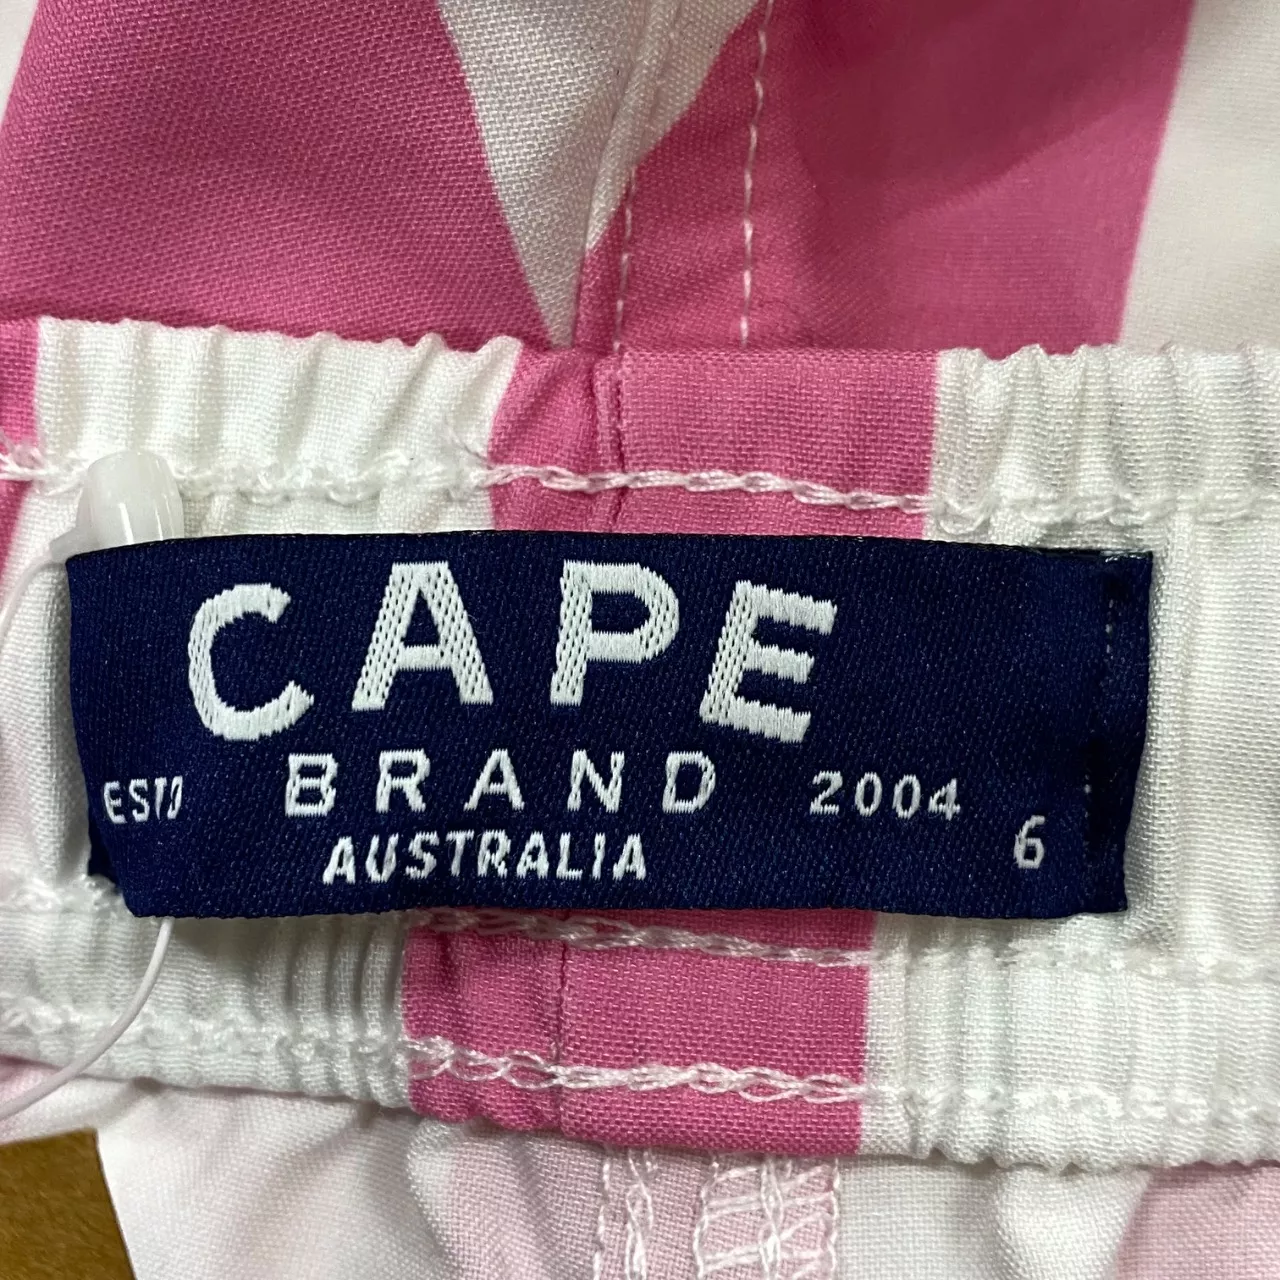 CAPE
ESTD BRAND 2004
AUSTRALIA 6